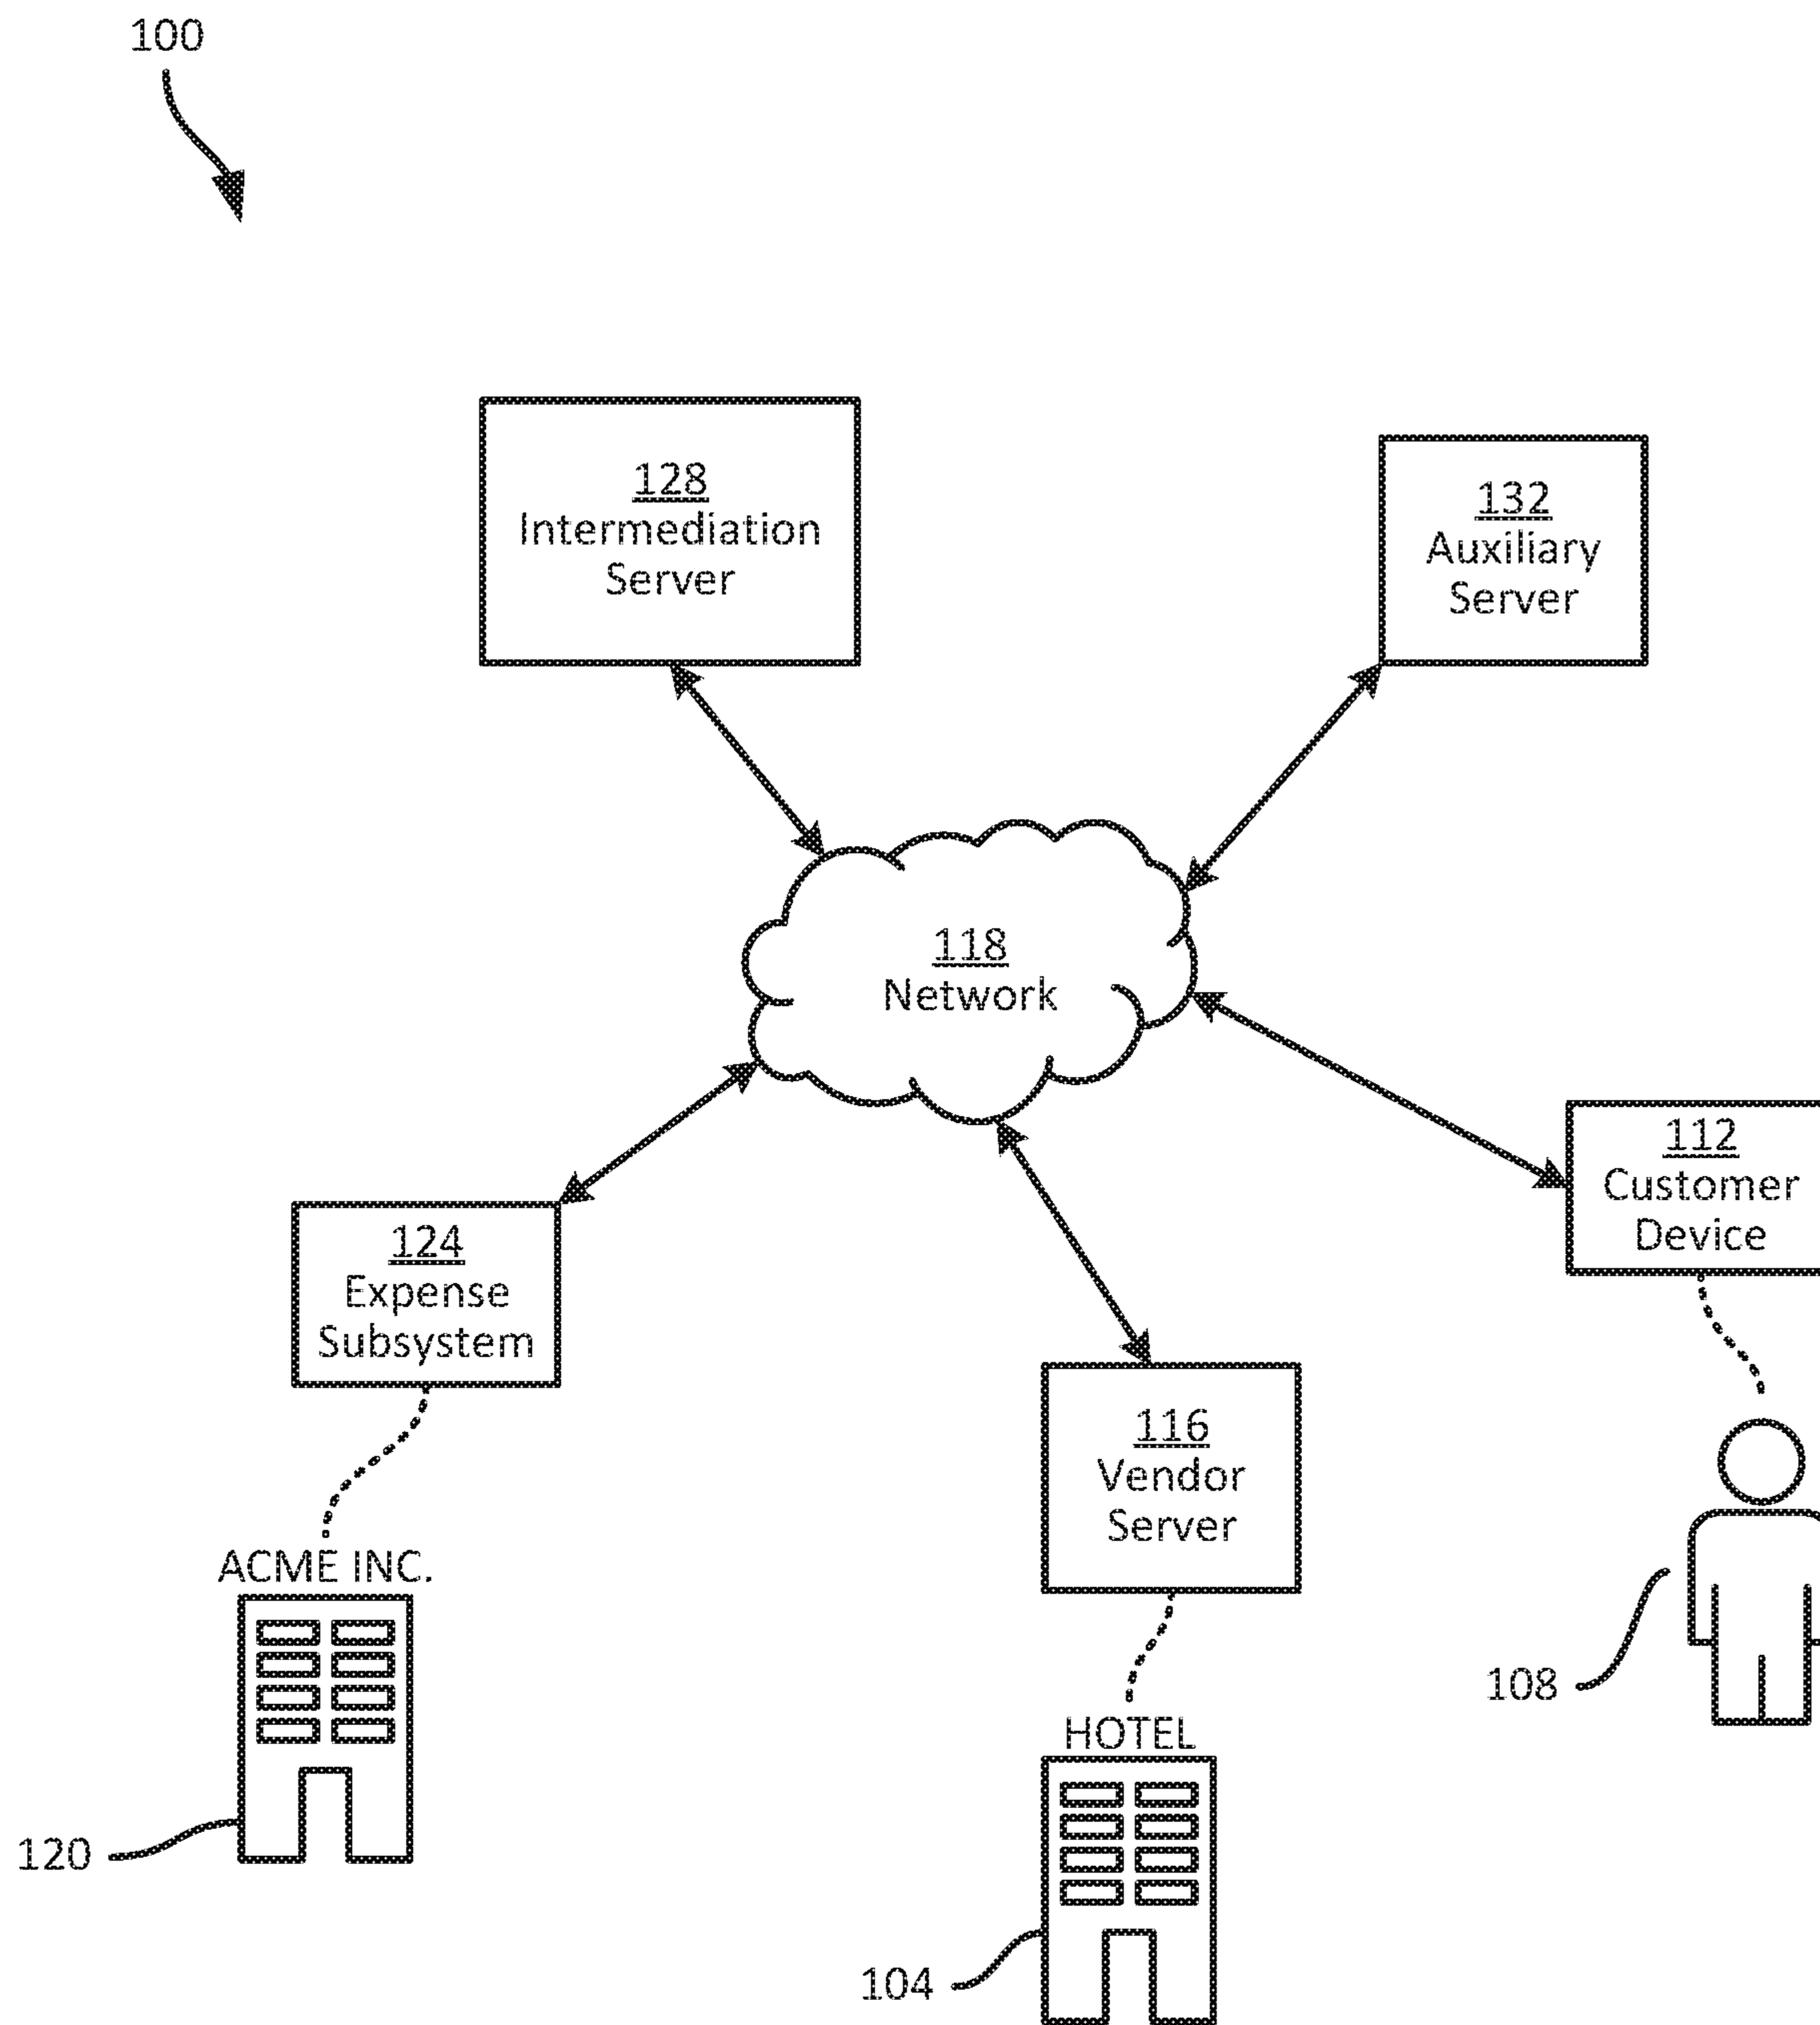 100
128
Intermediation
Server
132
Auxiliary
Server
118
Network
112
Customer
Device
124
Expense
Subsystem
116
Vendor
Server
ACME INC.
108
HOTEL
120
104